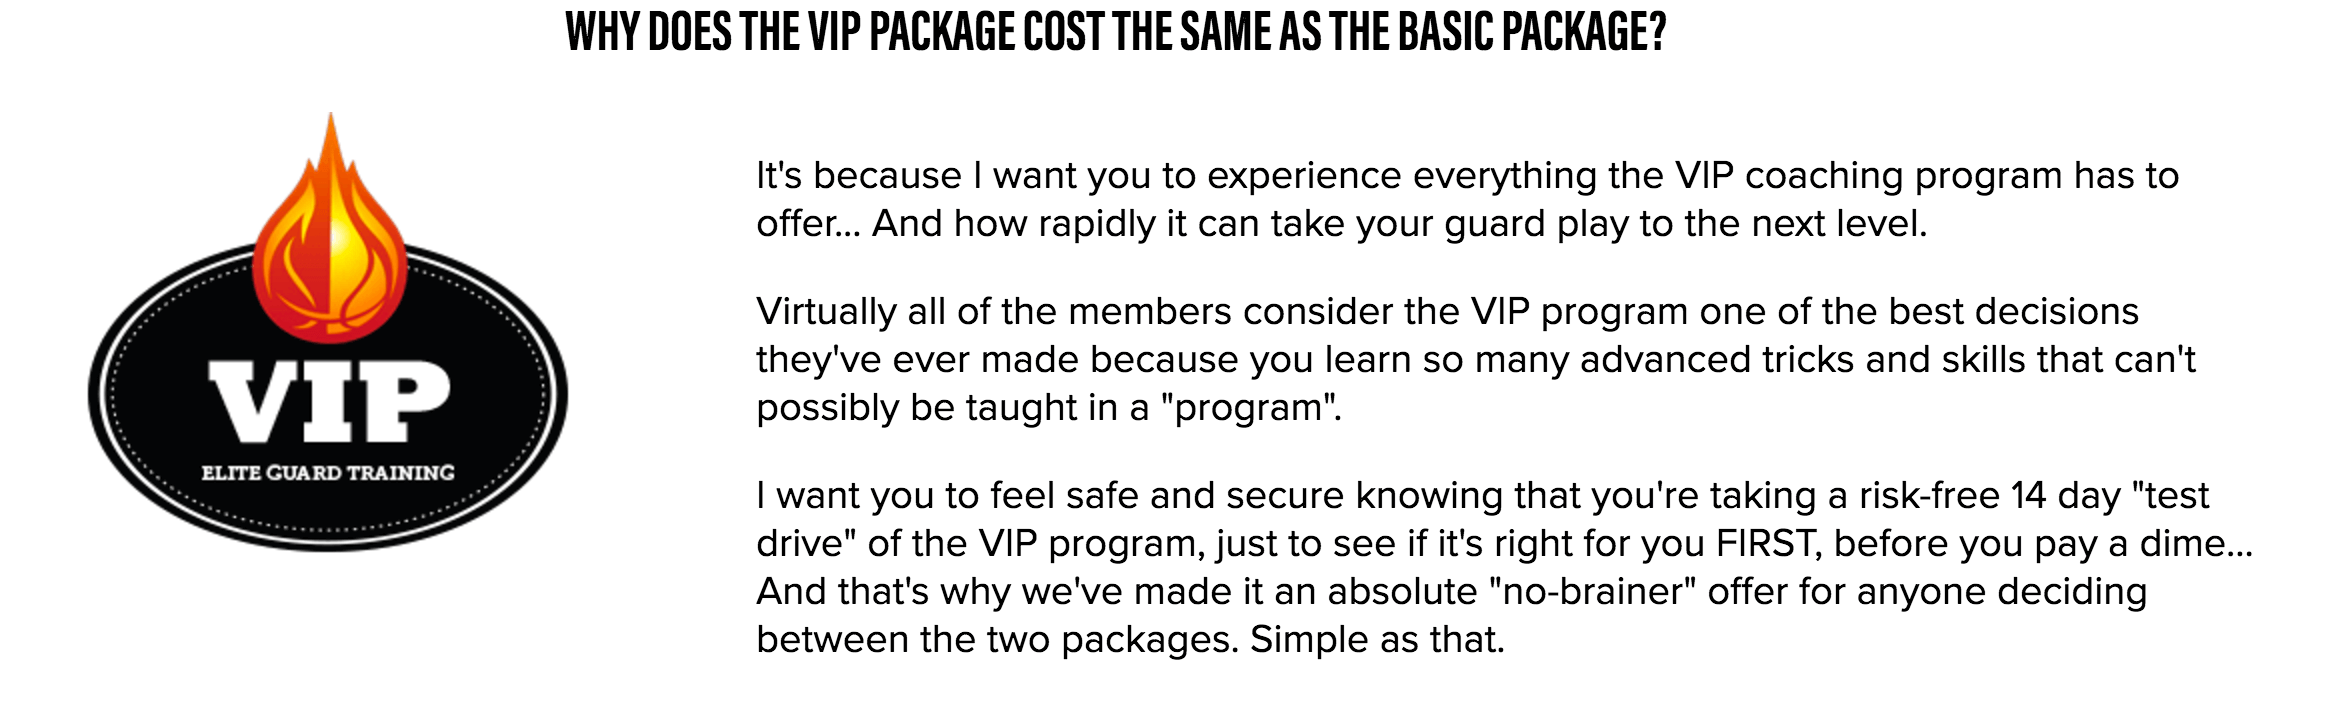 WHY DOES THE VIP PACKAGE COST THE SAME AS THE BASIC PACKAGE?
VIP
ELITE GUARD TRAINING
It's because I want you to experience everything the VIP coaching program has to
offer... And how rapidly it can take your guard play to the next level.
Virtually all of the members consider the VIP program one of the best decisions
they've ever made because you learn so many advanced tricks and skills that can't
possibly be taught in a "program".
I want you to feel safe and secure knowing that you're taking a risk-free 14 day "test
drive" of the VIP program, just to see if it's right for you FIRST, before you pay a dime...
And that's why we've made it an absolute "no-brainer" offer for anyone deciding
between the two packages. Simple as that.